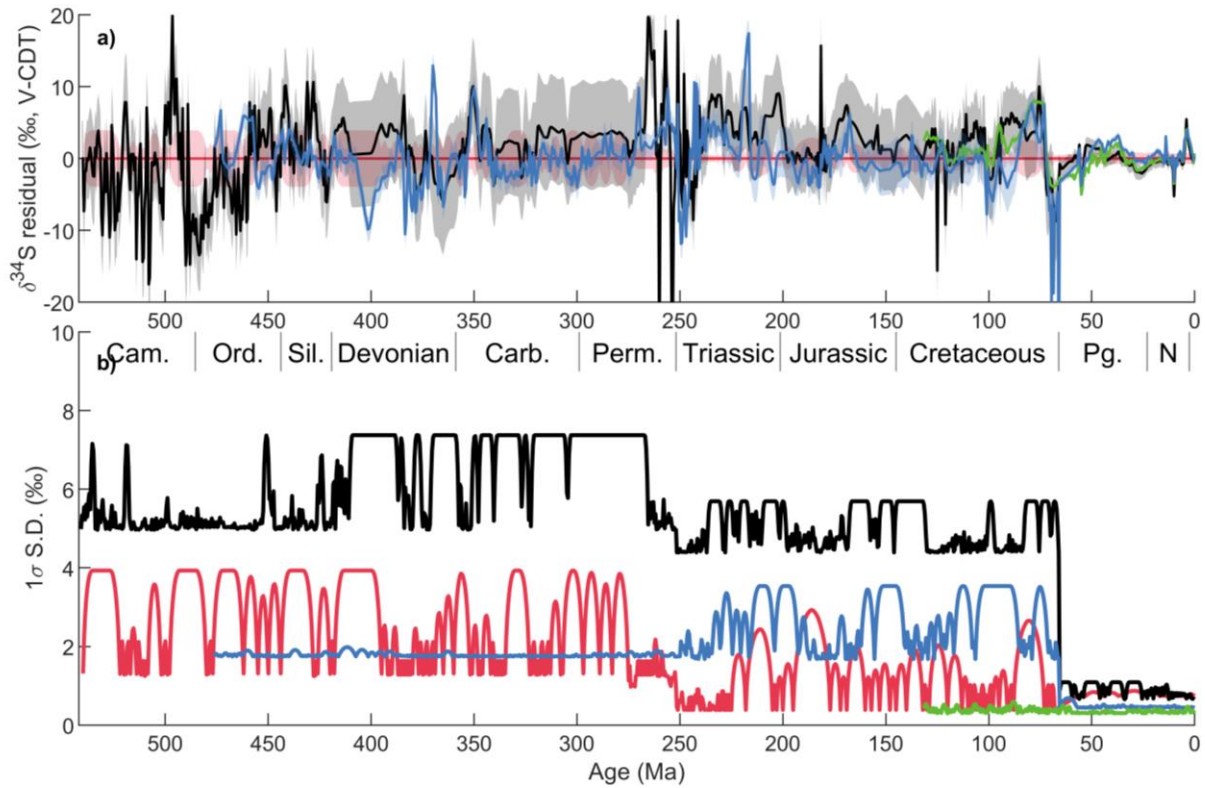 a)
δ³⁴S residual (‰, V-CDT)
20
10
0
-10
-20
500 450 400 350 300 250 200 150 100 50 0
b)
Cam. Ord. Sil. Devonian Carb. Perm. Triassic Jurassic Cretaceous Pg. N
1σ S.D. (‰)
10
8
6
4
2
0
500 450 400 350 300 250 200 150 100 50 0
Age (Ma)